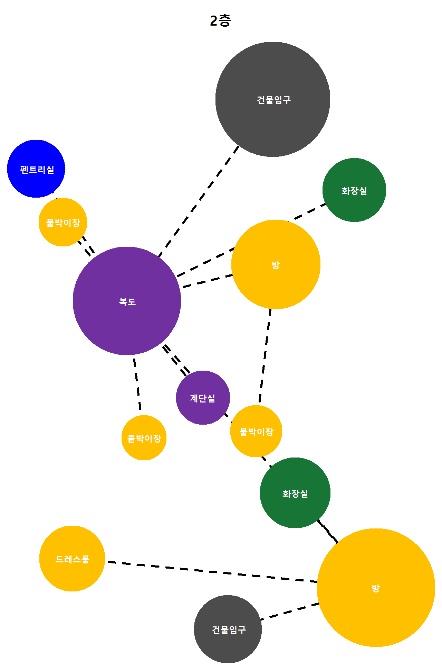 2층
건물입구
펜트리실
화장실
붙박이장
방
복도
계단실
붙박이장
붙박이장
화장실
드레스룸
방
건물입구